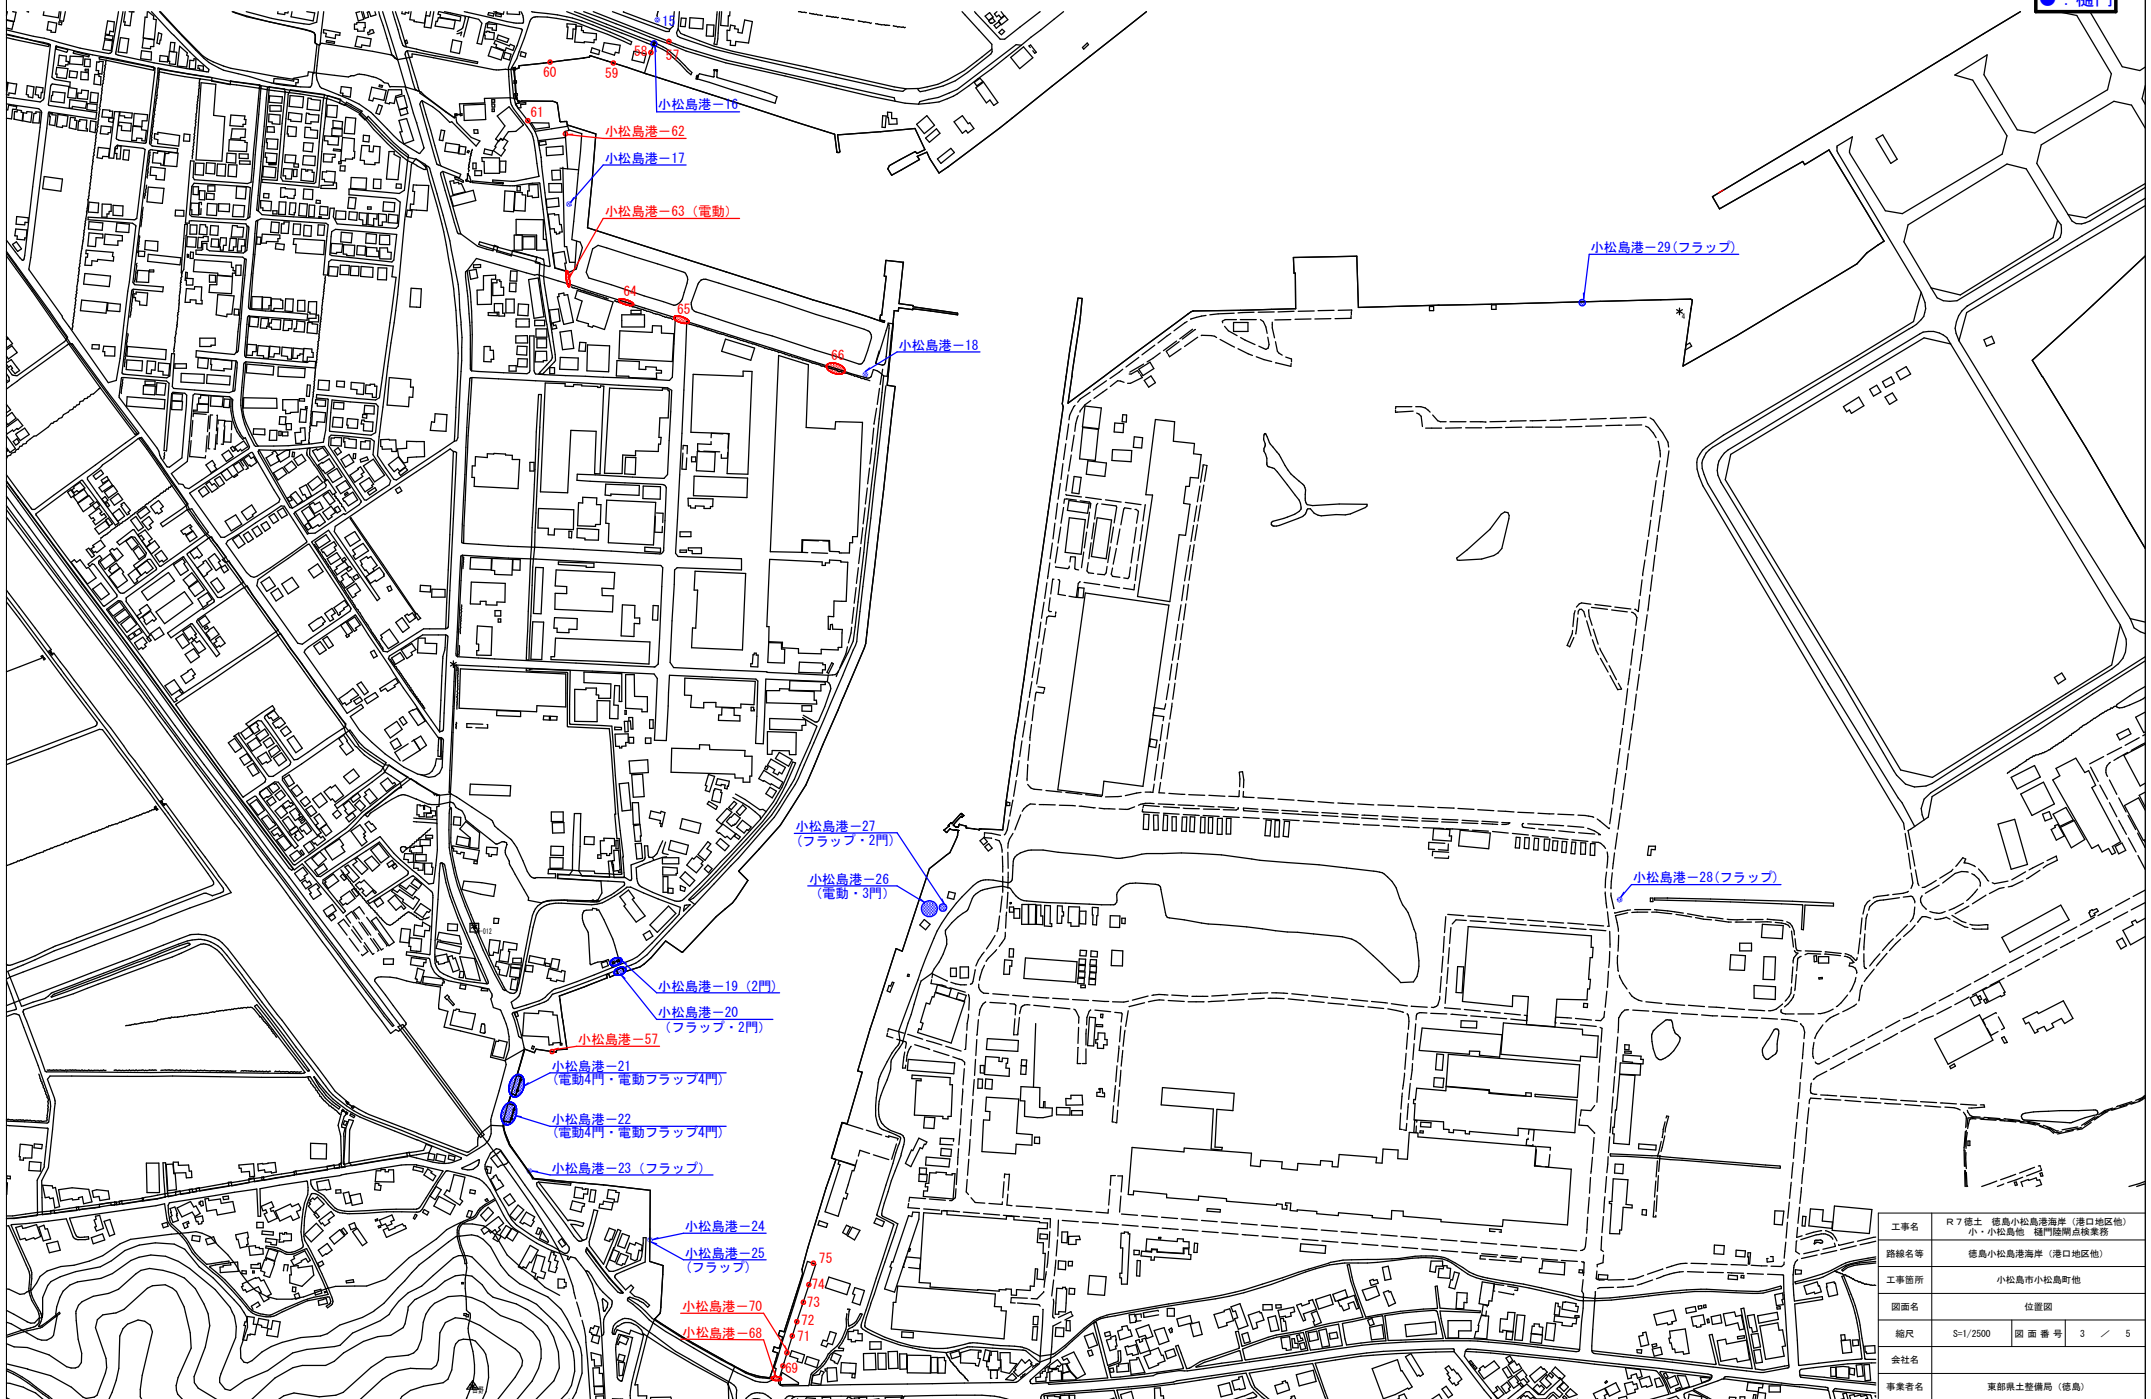 ●：樋門
15
58
57
60
59
小松島港－16
61
小松島港－62
小松島港－17
小松島港－63（電動）
小松島港－29(フラップ)
64
65
小松島港－18
66
小松島港－27
(フラップ・2門)
小松島港－26
(電動・3門)
小松島港－28(フラップ)
小松島港－19（2門）
小松島港－20
(フラップ・2門)
小松島港－57
小松島港－21
(電動4門・電動フラップ4門)
小松島港－22
(電動4門・電動フラップ4門)
小松島港－23（フラップ）
小松島港－24
小松島港－25
(フラップ)
75
74
73
小松島港－70
72
71
小松島港－68
69
工事名
R7徳土　徳島小松島港海岸（港口地区他）
小・小松島他　樋門陸閘点検業務
路線名等
徳島小松島港海岸（港口地区他）
工事箇所
小松島市小松島町他
図面名
位置図
縮尺
S=1/2500
図面番号
3　／　5
会社名
事業者名
東部県土整備局（徳島）